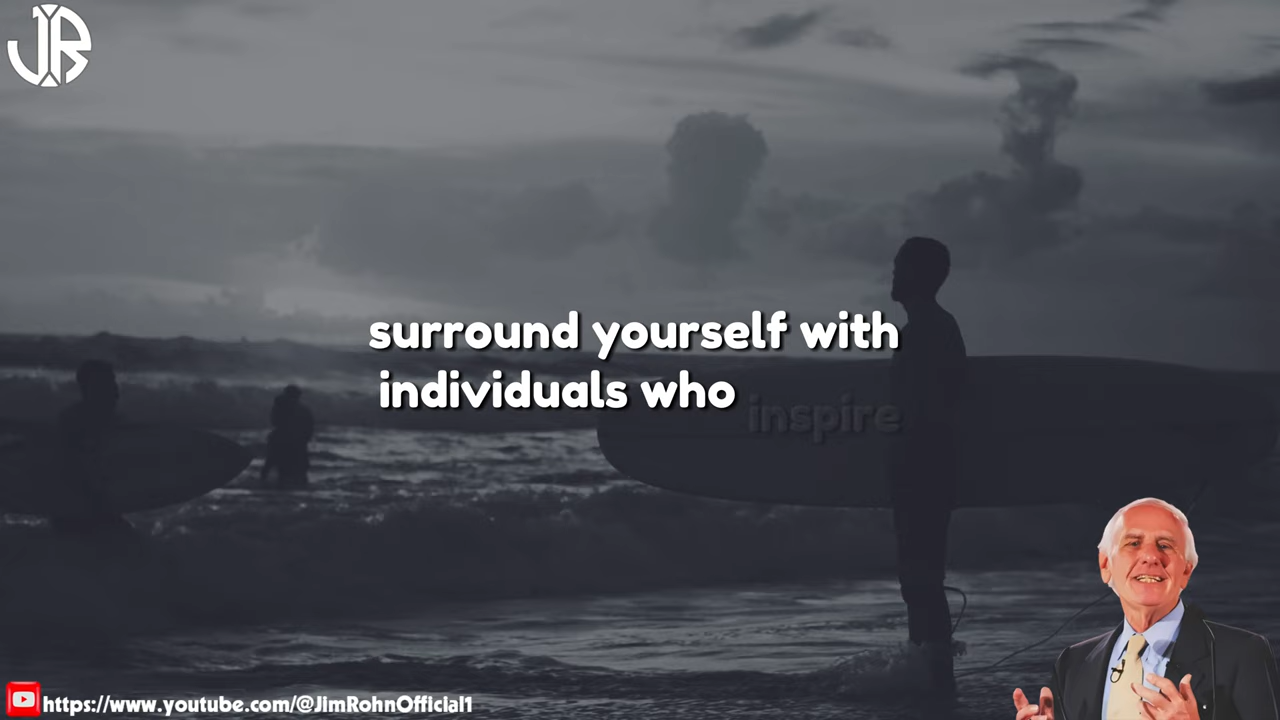 JR
surround yourself with
individuals who inspire
https://www.youtube.com/@JimRohnOfficial1